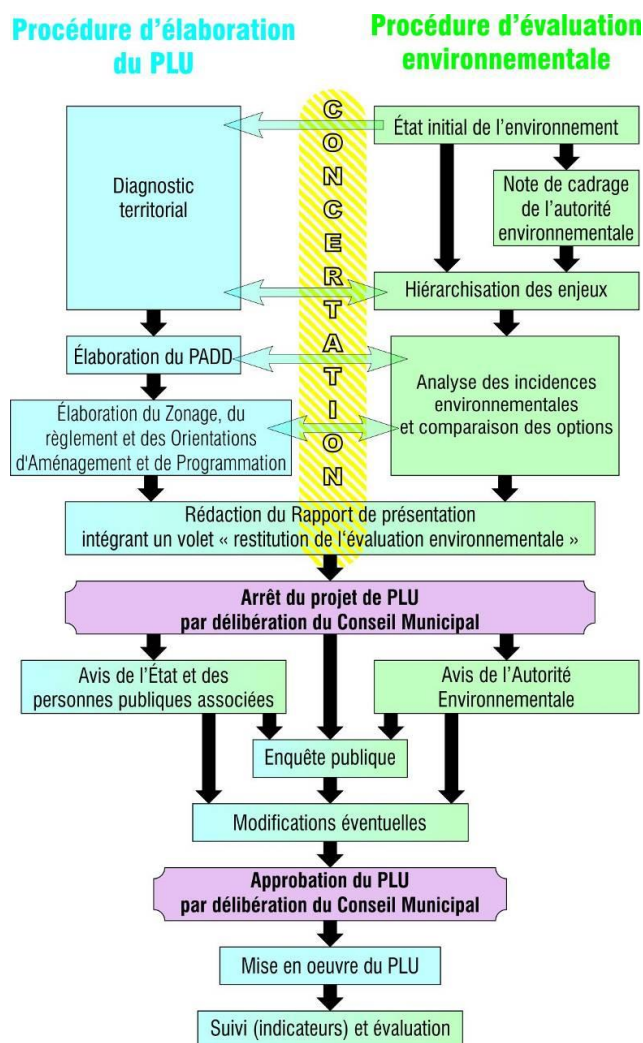 Procédure d'élaboration
du PLU
Procédure d'évaluation
environnementale
CONCERTATION
Diagnostic
territorial
État initial de l'environnement
Note de cadrage
de l'autorité
environnementale
Hiérarchisation des enjeux
Élaboration du PADD
Analyse des incidences
environnementales
et comparaison des options
Élaboration du Zonage, du
règlement et des Orientations
d'Aménagement et de Programmation
Rédaction du Rapport de présentation
intégrant un volet « restitution de l'évaluation environnementale »
Arrêt du projet de PLU
par délibération du Conseil Municipal
Avis de l'État et des
personnes publiques associées
Avis de l'Autorité
Environnementale
Enquête publique
Modifications éventuelles
Approbation du PLU
par délibération du Conseil Municipal
Mise en oeuvre du PLU
Suivi (indicateurs) et évaluation